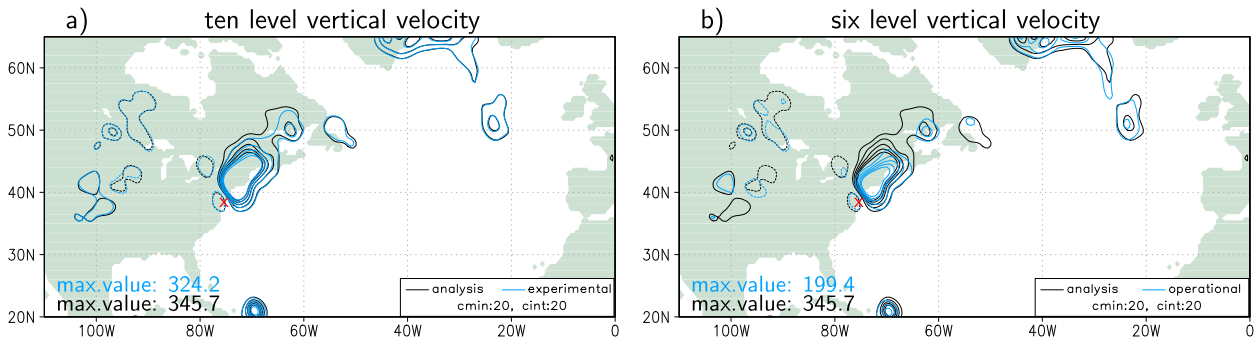 a) ten level vertical velocity
60N
50N
40N
30N
20N
100W 80W 60W 40W 20W 0
X
max.value: 324.2
max.value: 345.7
analysis experimental
cmin:20, cint:20
b) six level vertical velocity
60N
50N
40N
30N
20N
100W 80W 60W 40W 20W 0
X
max.value: 199.4
max.value: 345.7
analysis operational
cmin:20, cint:20